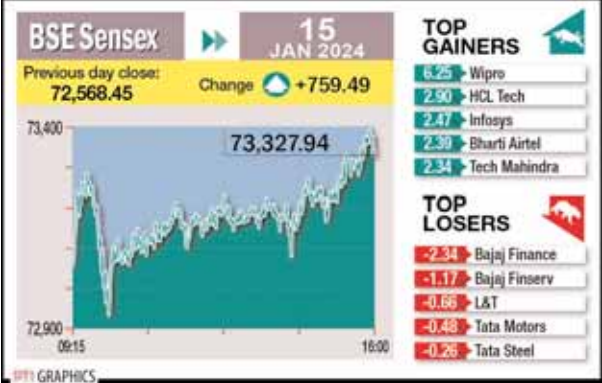 BSE Sensex
15
JAN 2024
Previous day close:
72,568.45
Change +759.49
73,400
73,327.94
72,900
09:15
16:00
TOP
GAINERS
6.25 Wipro
2.90 HCL Tech
2.47 Infosys
2.39 Bharti Airtel
2.34 Tech Mahindra
TOP
LOSERS
-2.34 Bajaj Finance
-1.17 Bajaj Finserv
-0.66 L&T
-0.48 Tata Motors
-0.26 Tata Steel
PTI GRAPHICS